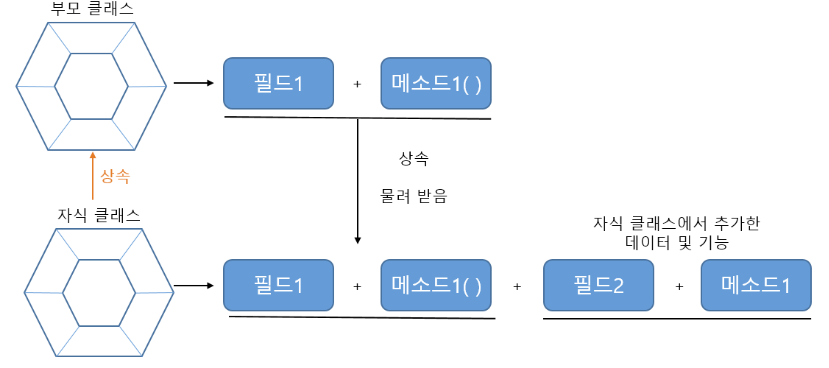 부모 클래스
필드1
+
메소드1( )
상속
상속
물려 받음
자식 클래스
자식 클래스에서 추가한
데이터 및 기능
필드1
+
메소드1( )
+
필드2
+
메소드1